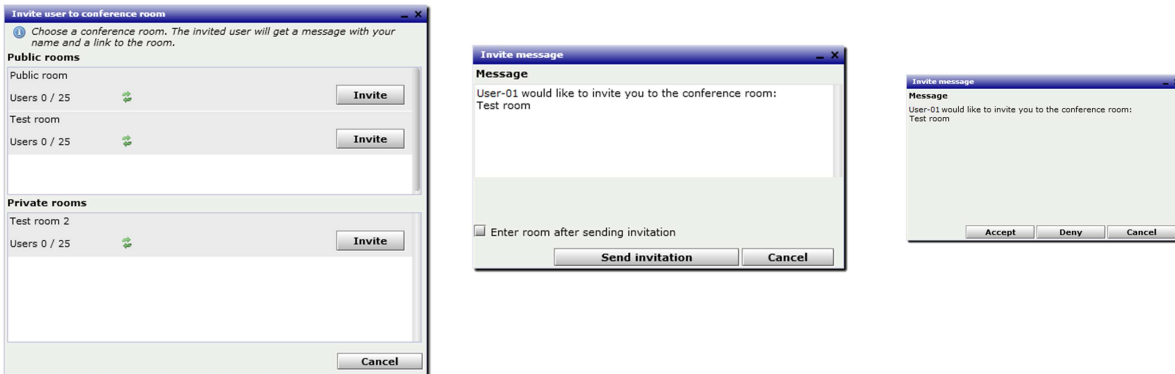 Invite user to conference room
Choose a conference room. The invited user will get a message with your
name and a link to the room.
Public rooms
Public room
Users 0 / 25
Invite
Test room
Users 0 / 25
Invite
Private rooms
Test room 2
Users 0 / 25
Invite
Cancel
Invite message
Message
User-01 would like to invite you to the conference room:
Test room
Enter room after sending invitation
Send invitation
Cancel
Invite message
Message
User-01 would like to invite you to the conference room:
Test room
Accept
Deny
Cancel